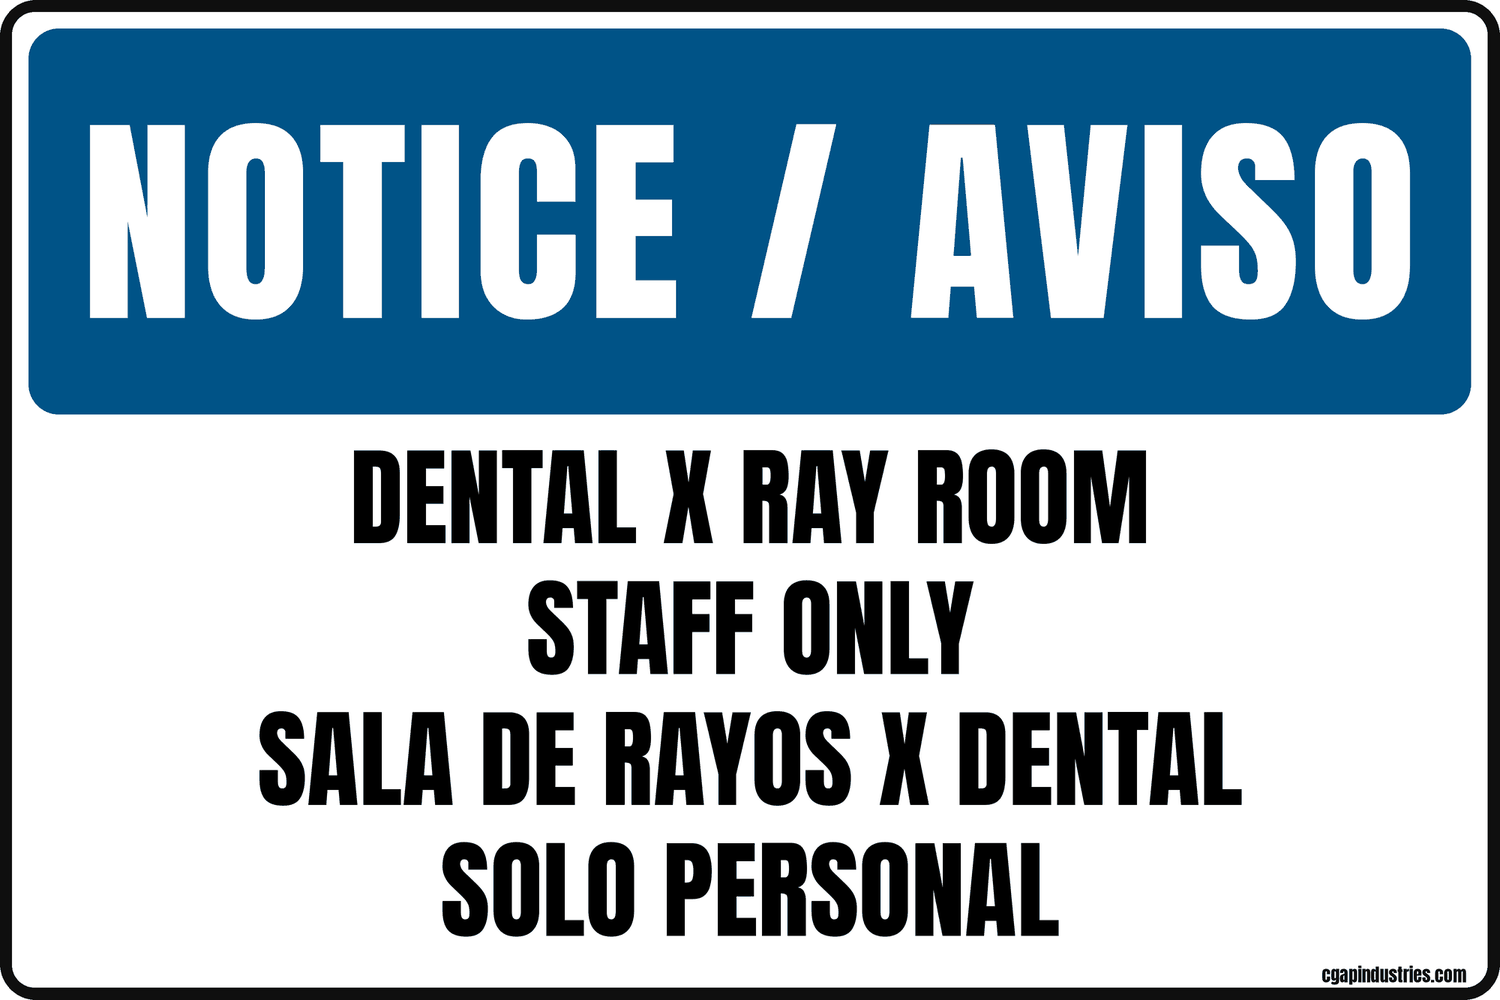 NOTICE / AVISO
DENTAL X RAY ROOM
STAFF ONLY
SALA DE RAYOS X DENTAL
SOLO PERSONAL
cgapindustries.com